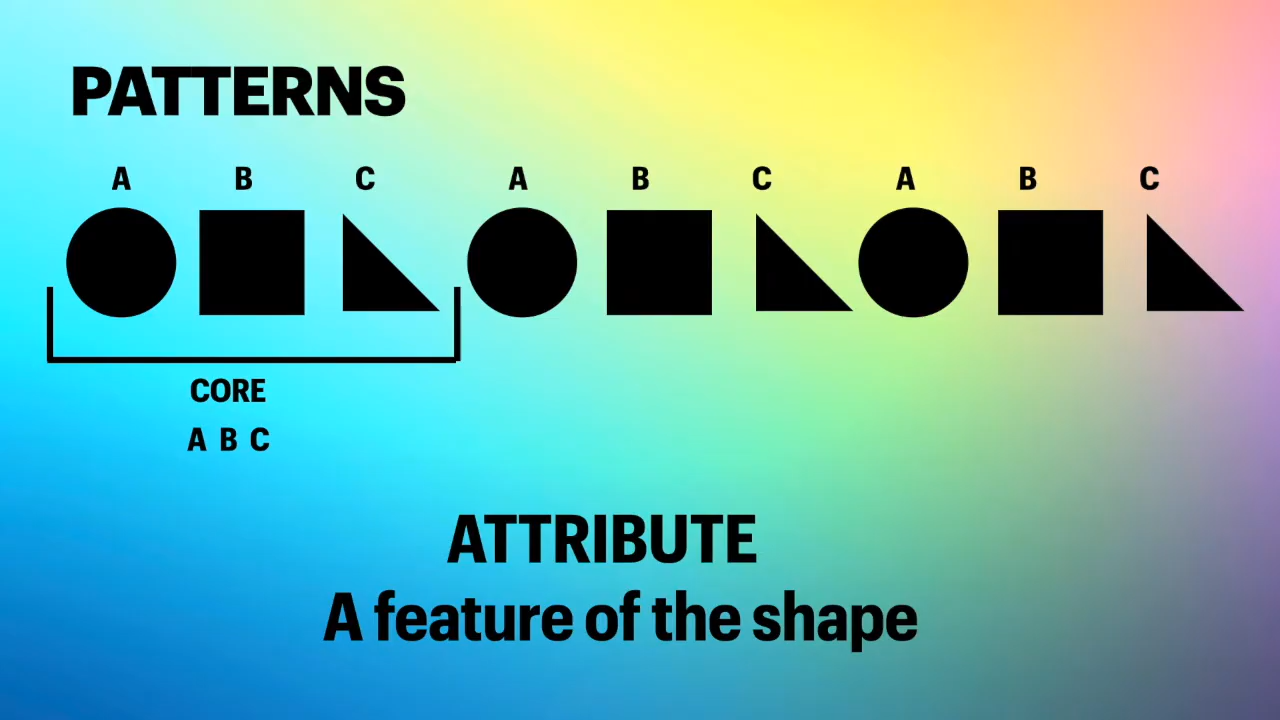 PATTERNS
A B C A B C A B C
CORE
A B C
ATTRIBUTE
A feature of the shape